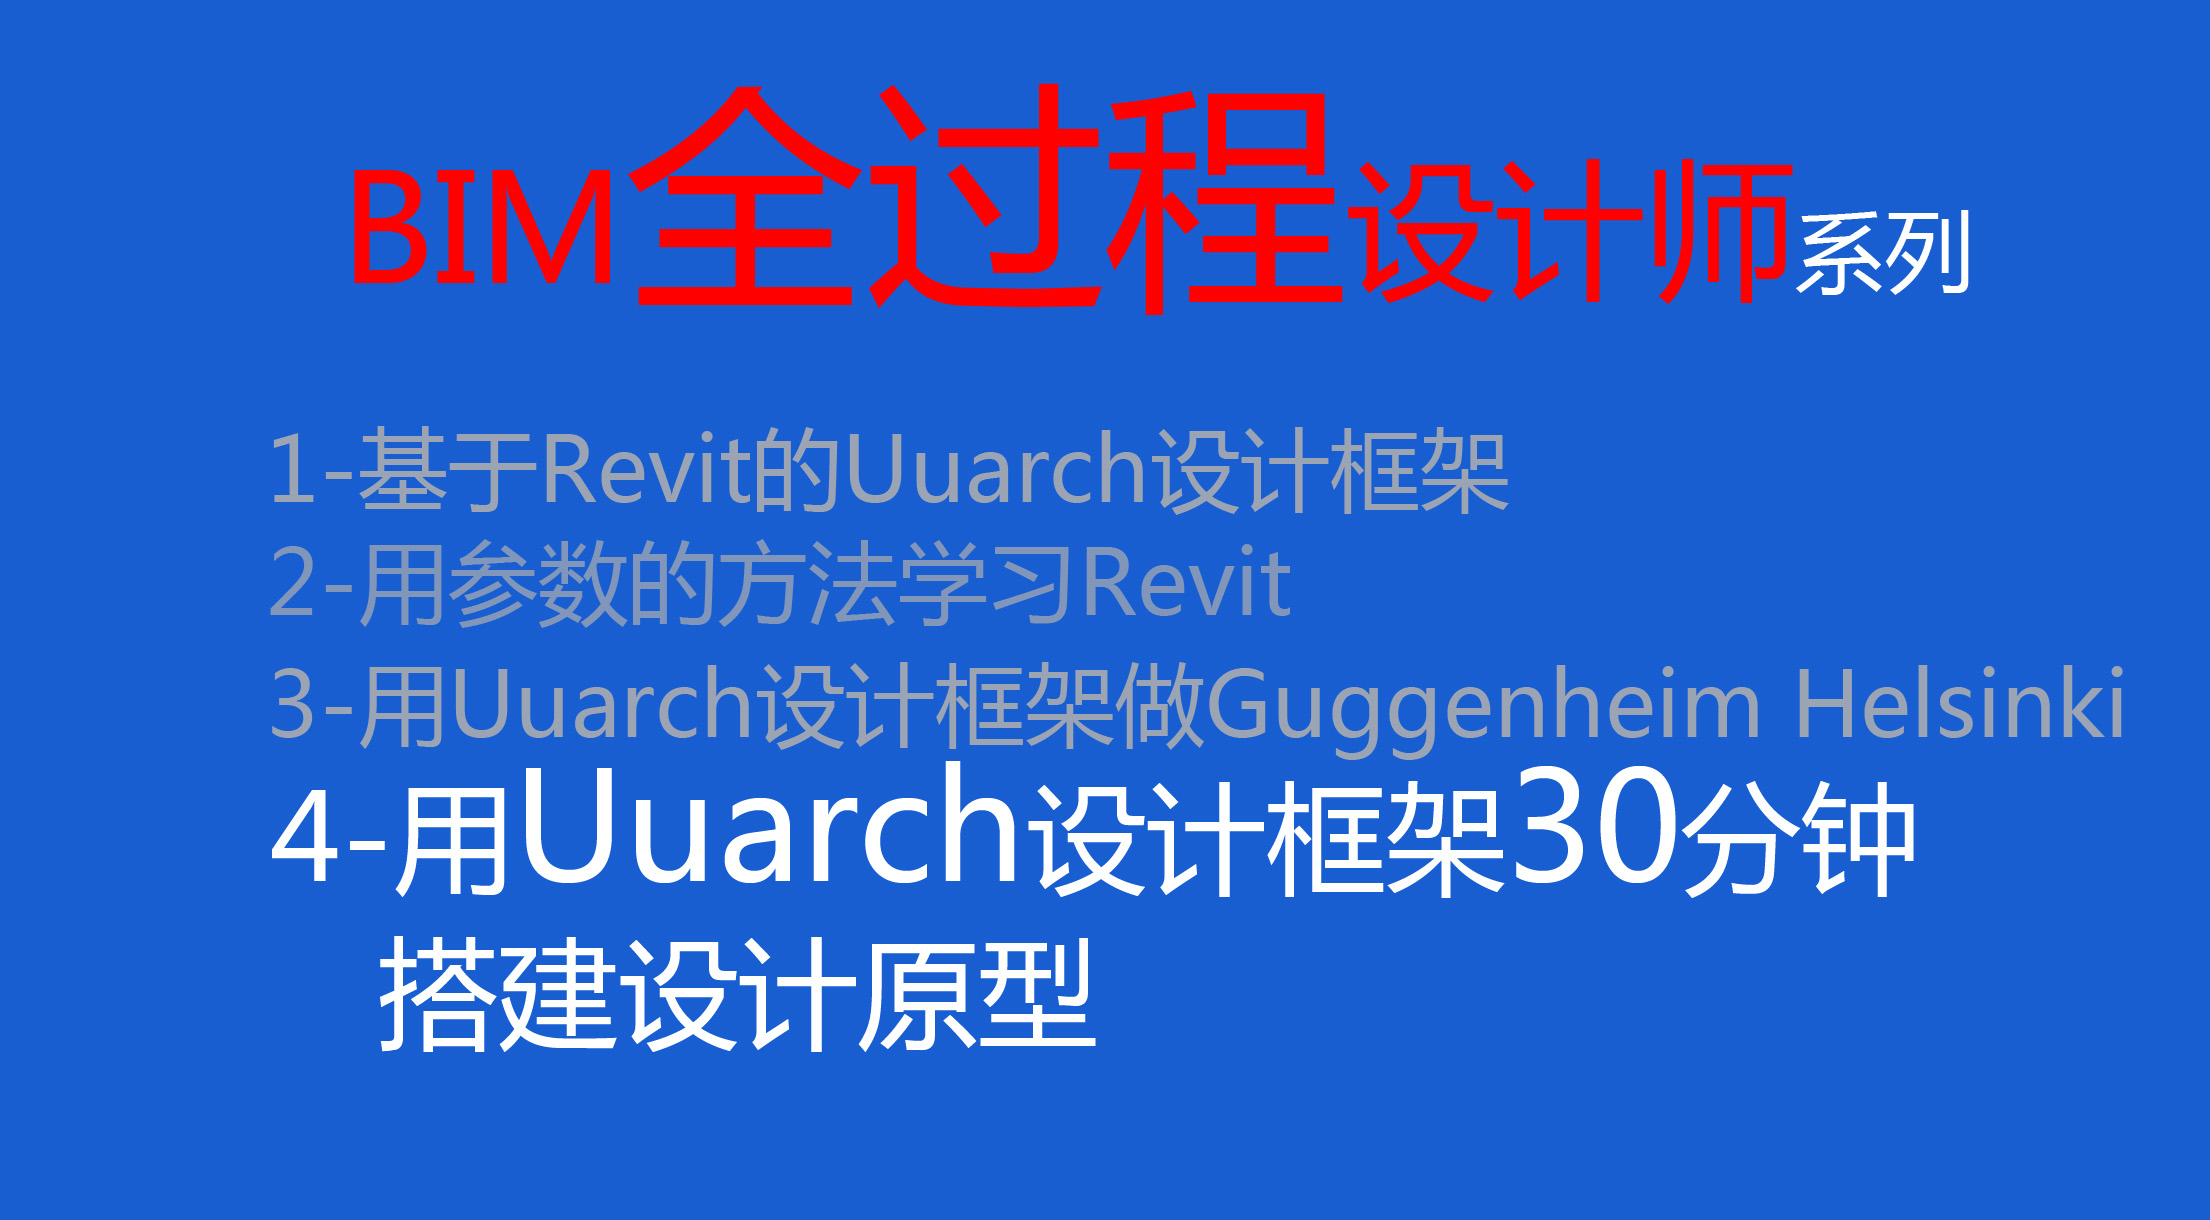 BIM全过程设计师系列
1-基于Revit的Uuarch设计框架
2-用参数的方法学习Revit
3-用Uuarch设计框架做Guggenheim Helsinki
4-用Uuarch设计框架30分钟
搭建设计原型